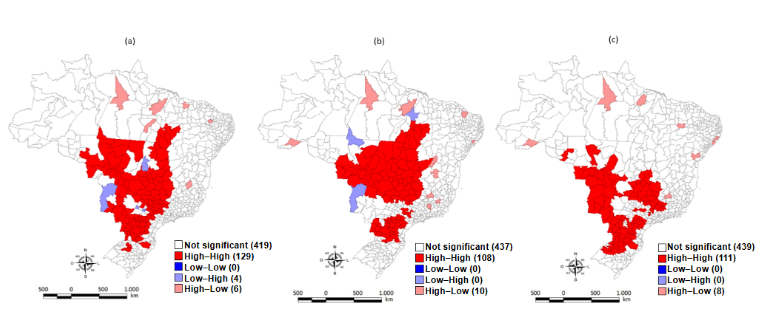 (a)
(b)
(c)
N
Not significant (419)
High–High (129)
Low–Low (0)
Low–High (4)
High–Low (6)
500 0 500 1.000
km
N
Not significant (437)
High–High (108)
Low–Low (0)
Low–High (0)
High–Low (10)
500 0 500 1.000
km
N
Not significant (439)
High–High (111)
Low–Low (0)
Low–High (0)
High–Low (8)
500 0 500 1.000
km